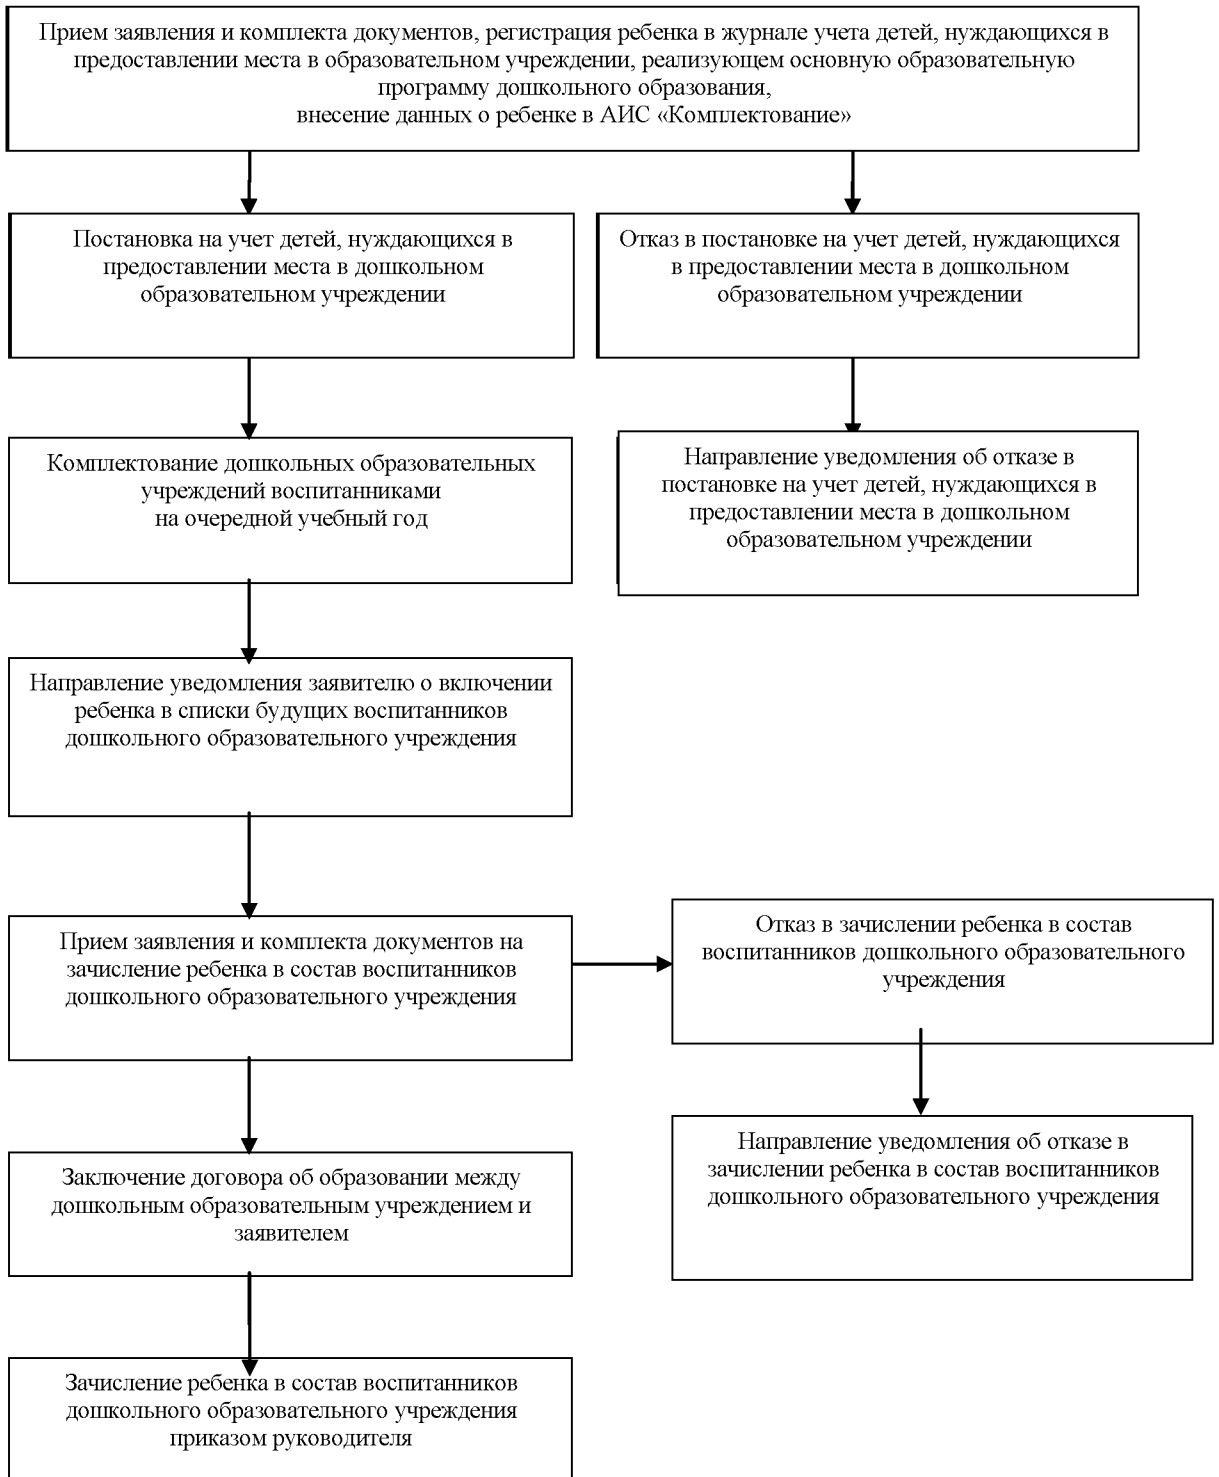 Прием заявления и комплекта документов, регистрация ребенка в журнале учета детей, нуждающихся в
предоставлении места в образовательном учреждении, реализующем основную образовательную
программу дошкольного образования,
внесение данных о ребенке в АИС «Комплектование»
Постановка на учет детей, нуждающихся в
предоставлении места в дошкольном
образовательном учреждении
Отказ в постановке на учет детей, нуждающихся
в предоставлении места в дошкольном
образовательном учреждении
Комплектование дошкольных образовательных
учреждений воспитанниками
на очередной учебный год
Направление уведомления об отказе в
постановке на учет детей, нуждающихся в
предоставлении места в дошкольном
образовательном учреждении
Направление уведомления заявителю о включении
ребенка в списки будущих воспитанников
дошкольного образовательного учреждения
Прием заявления и комплекта документов на
зачисление ребенка в состав воспитанников
дошкольного образовательного учреждения
Отказ в зачислении ребенка в состав
воспитанников дошкольного образовательного
учреждения
Направление уведомления об отказе в
зачислении ребенка в состав воспитанников
дошкольного образовательного учреждения
Заключение договора об образовании между
дошкольным образовательным учреждением и
заявителем
Зачисление ребенка в состав воспитанников
дошкольного образовательного учреждения
приказом руководителя